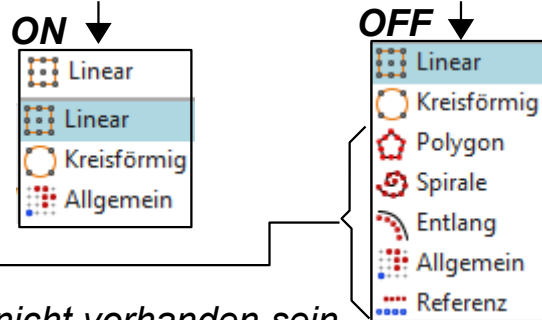 ON
Linear
Linear
Kreisförmig
Allgemein
OFF
Linear
Kreisförmig
Polygon
Spirale
Entlang
Allgemein
Referenz
nicht vorhanden sein